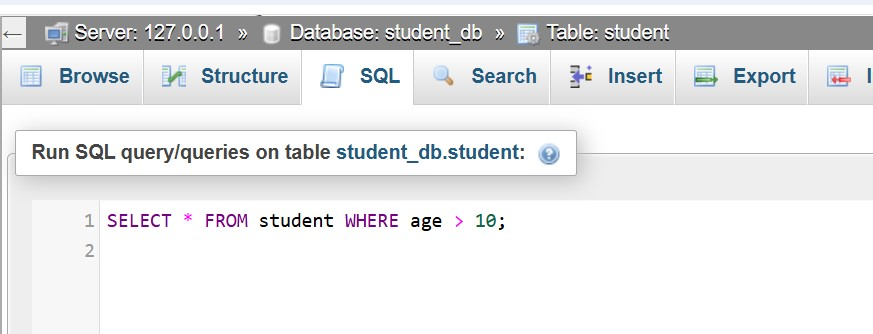 Server: 127.0.0.1 » Database: student_db » Table: student
Browse Structure SQL Search Insert Export
Run SQL query/queries on table student_db.student:
1 SELECT * FROM student WHERE age > 10;
2